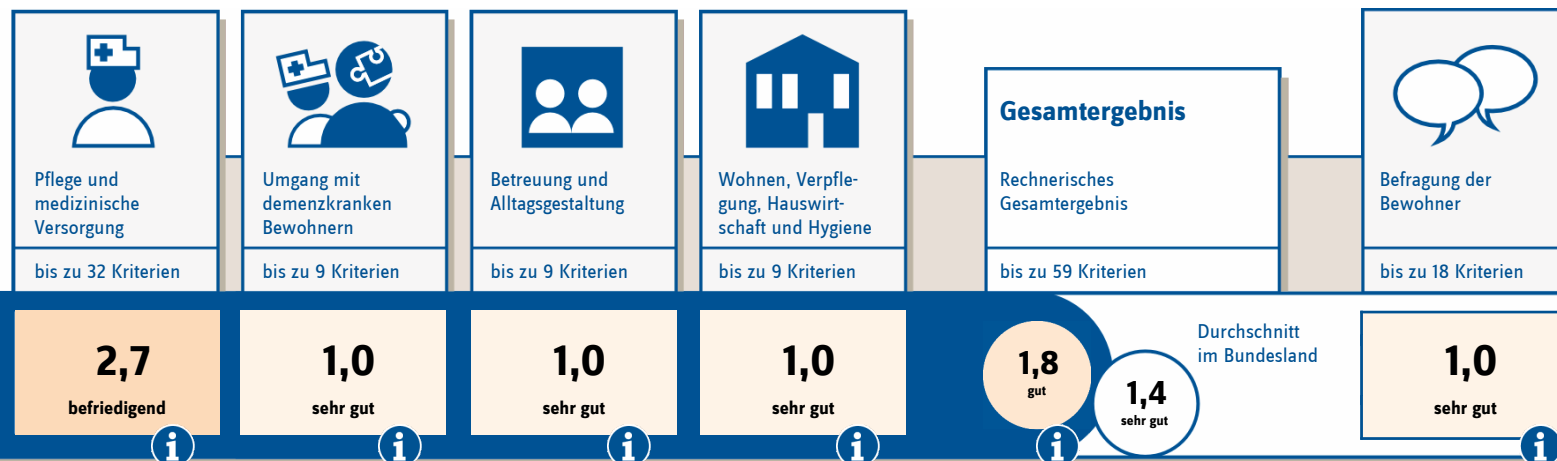 Pflege und
medizinische
Versorgung
bis zu 32 Kriterien
2,7
befriedigend
i
Umgang mit
demenzkranken
Bewohnern
bis zu 9 Kriterien
1,0
sehr gut
i
Betreuung und
Alltagsgestaltung
bis zu 9 Kriterien
1,0
sehr gut
i
Wohnen, Verpfle-
gung, Hauswirt-
schaft und Hygiene
bis zu 9 Kriterien
1,0
sehr gut
i
Gesamtergebnis
Rechnerisches
Gesamtergebnis
bis zu 59 Kriterien
1,8
gut
i
Durchschnitt
im Bundesland
1,4
sehr gut
Befragung der
Bewohner
bis zu 18 Kriterien
1,0
sehr gut
i